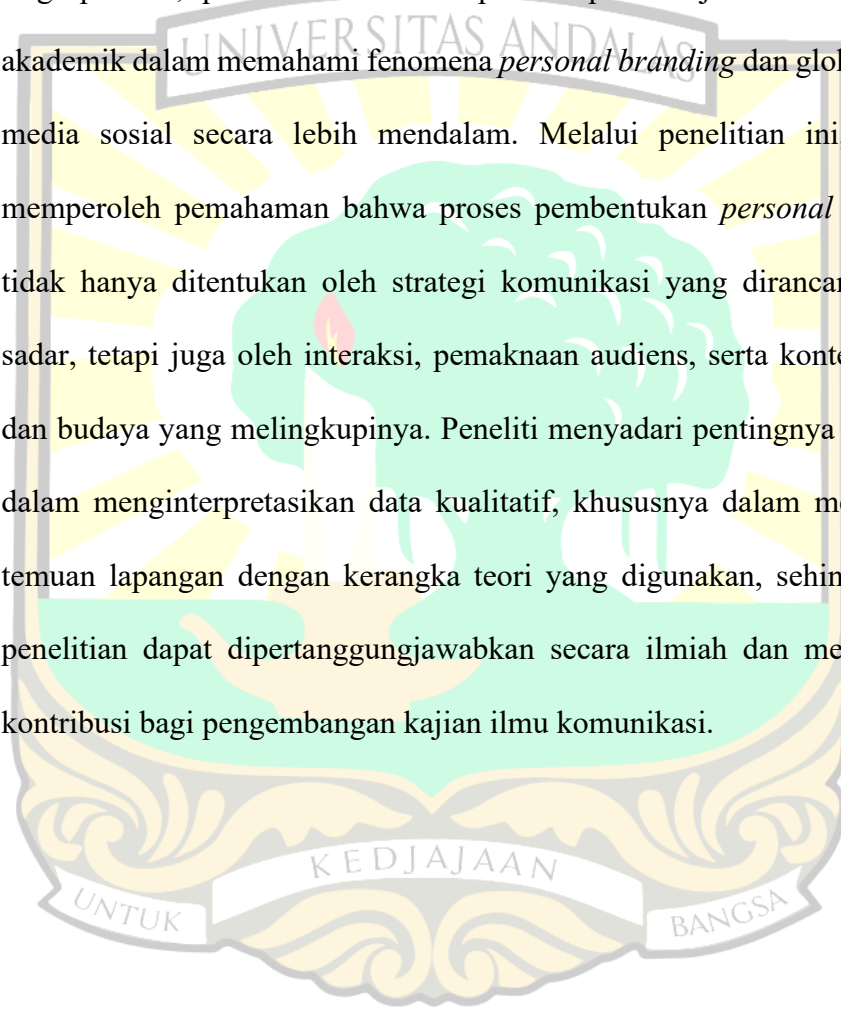 UNIVERSITAS ANDALAS
akademik dalam memahami fenomena personal branding dan
media sosial secara lebih mendalam. Melalui penelitian ini,
memperoleh pemahaman bahwa proses pembentukan personal
tidak hanya ditentukan oleh strategi komunikasi yang
sadar, tetapi juga oleh interaksi, pemaknaan audiens, serta
dan budaya yang melingkupinya. Peneliti menyadari pentingnya
dalam menginterpretasikan data kualitatif, khususnya dalam
temuan lapangan dengan kerangka teori yang digunakan,
penelitian dapat dipertanggungjawabkan secara ilmiah dan
kontribusi bagi pengembangan kajian ilmu komunikasi.
KEDJAJAAN
UNTUK
BANGSA